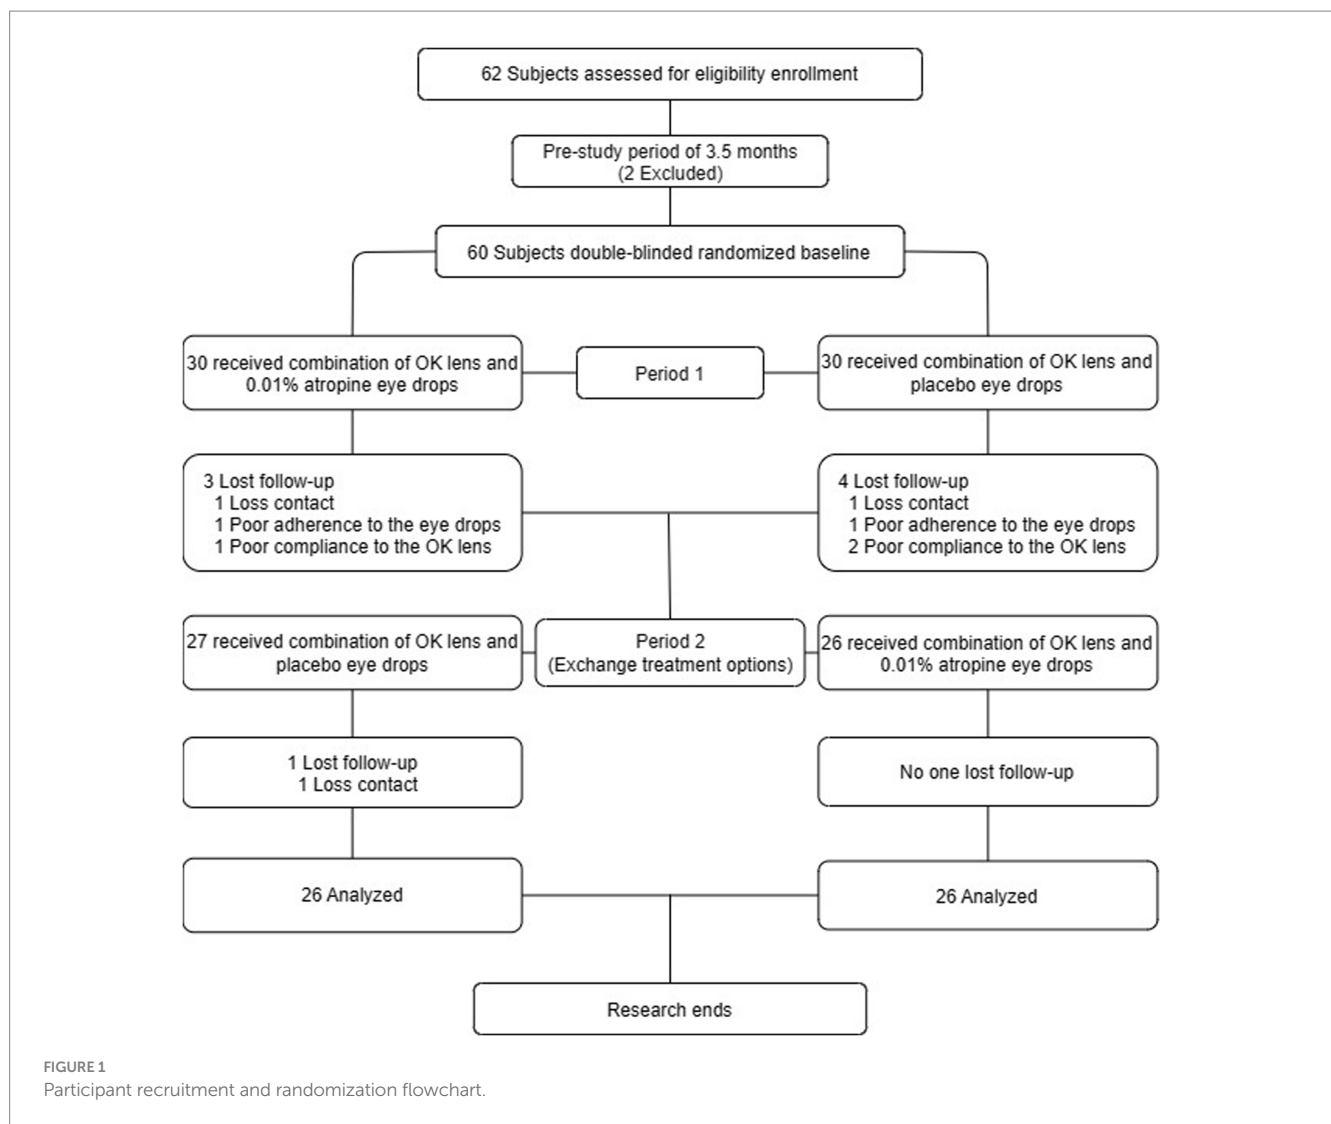 62 Subjects assessed for eligibility enrollment
Pre-study period of 3.5 months
(2 Excluded)
60 Subjects double-blinded randomized baseline
30 received combination of OK lens and
0.01% atropine eye drops
Period 1
30 received combination of OK lens and
placebo eye drops
3 Lost follow-up
1 Loss contact
1 Poor adherence to the eye drops
1 Poor compliance to the OK lens
4 Lost follow-up
1 Loss contact
1 Poor adherence to the eye drops
2 Poor compliance to the OK lens
27 received combination of OK lens and
placebo eye drops
Period 2
(Exchange treatment options)
26 received combination of OK lens and
0.01% atropine eye drops
1 Lost follow-up
1 Loss contact
No one lost follow-up
26 Analyzed
26 Analyzed
Research ends
FIGURE 1
Participant recruitment and randomization flowchart.